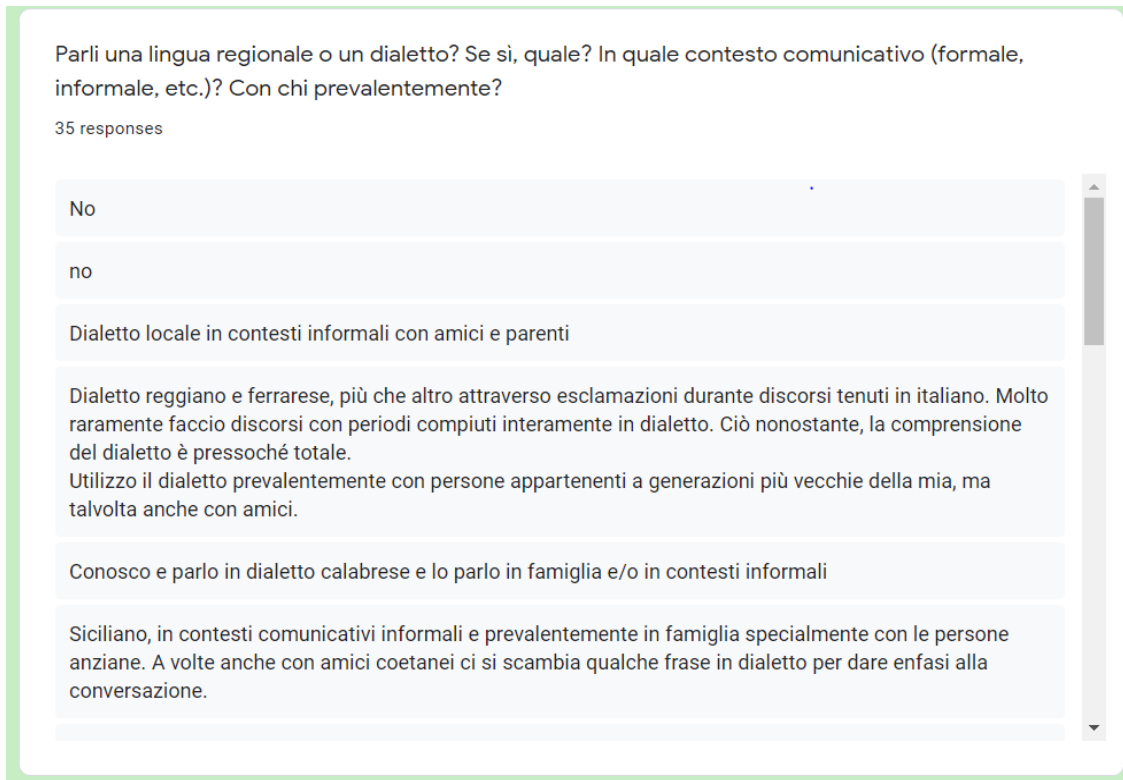 Parli una lingua regionale o un dialetto? Se sì, quale? In quale contesto comunicativo (formale,
informale, etc.)? Con chi prevalentemente?
35 responses
No
no
Dialetto locale in contesti informali con amici e parenti
Dialetto reggiano e ferrarese, più che altro attraverso esclamazioni durante discorsi tenuti in italiano. Molto
raramente faccio discorsi con periodi compiuti interamente in dialetto. Ciò nonostante, la comprensione
del dialetto è pressoché totale.
Utilizzo il dialetto prevalentemente con persone appartenenti a generazioni più vecchie della mia, ma
talvolta anche con amici.
Conosco e parlo in dialetto calabrese e lo parlo in famiglia e/o in contesti informali
Siciliano, in contesti comunicativi informali e prevalentemente in famiglia specialmente con le persone
anziane. A volte anche con amici coetanei ci si scambia qualche frase in dialetto per dare enfasi alla
conversazione.